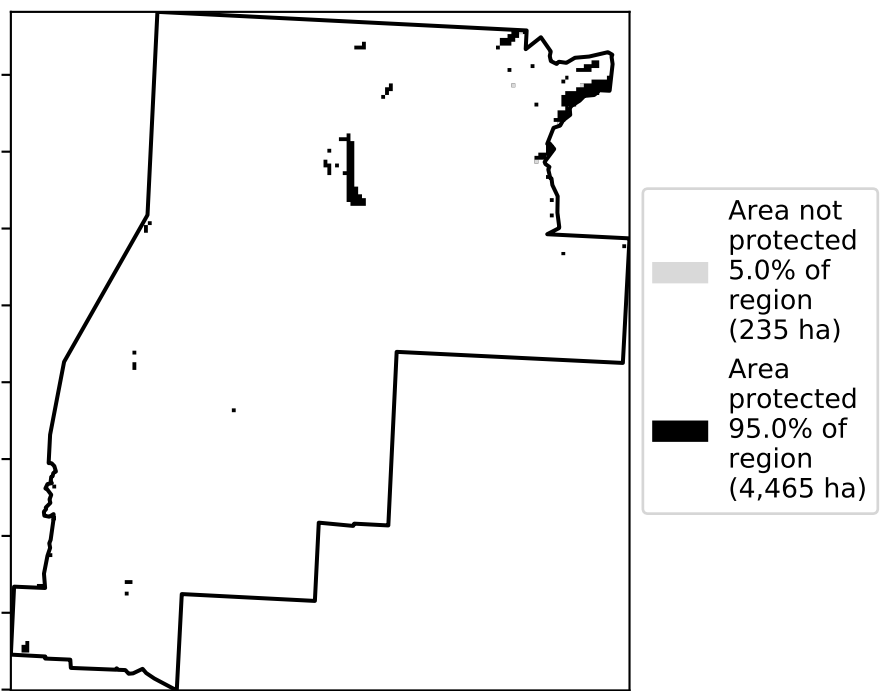 Area not
protected
5.0% of
region
(235 ha)
Area
protected
95.0% of
region
(4,465 ha)